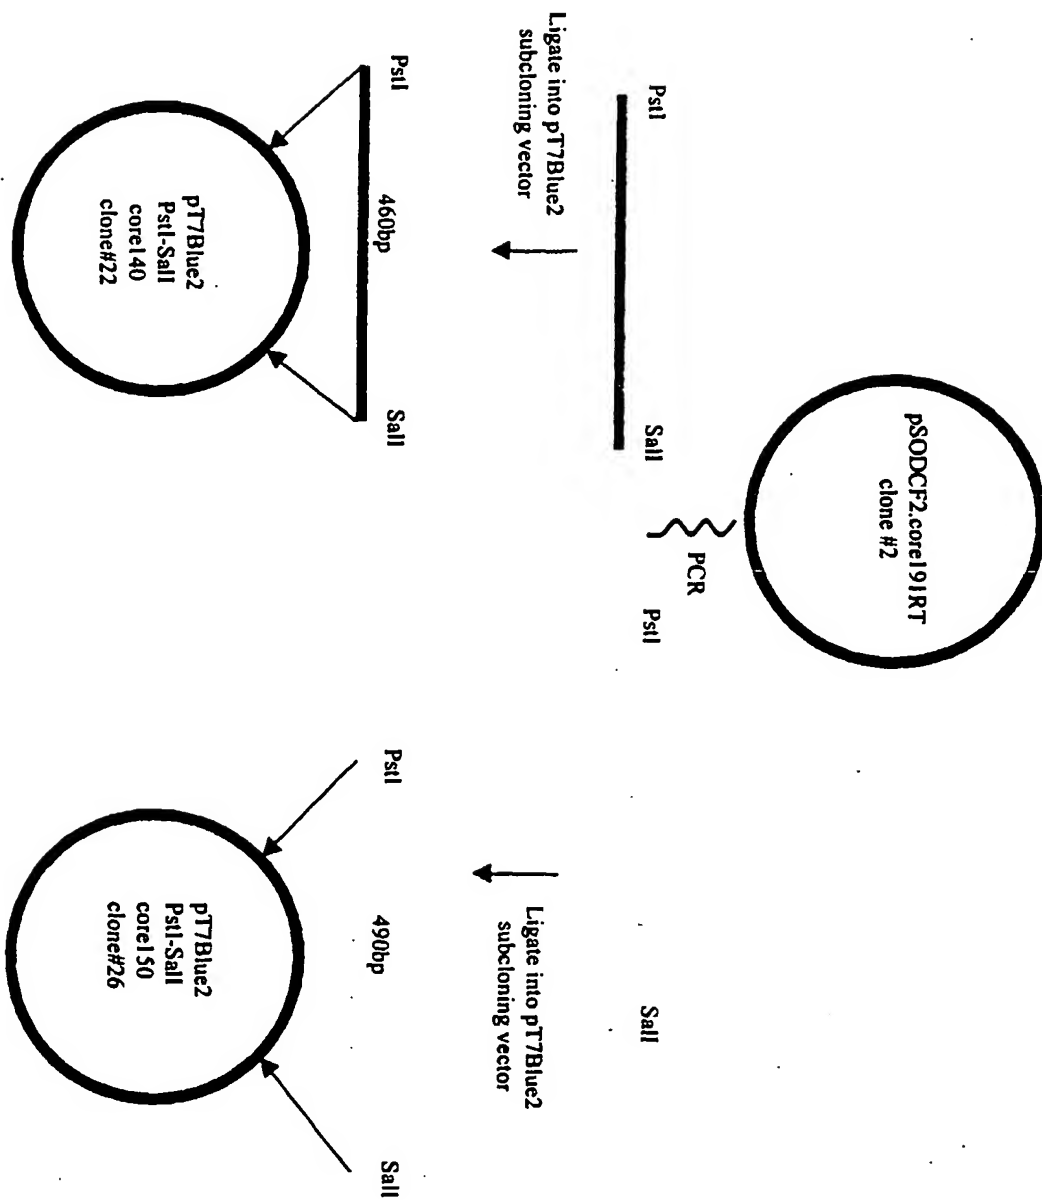 pSODCF2.core191RT
clone #2
PCR
PstI
SalI
PstI
SalI
Ligate into pT7Blue2
subcloning vector
Ligate into pT7Blue2
subcloning vector
PstI
460bp
SalI
PstI
490bp
SalI
pT7Blue2
PstI-SalI
core140
clone#22
pT7Blue2
PstI-SalI
core150
clone#26